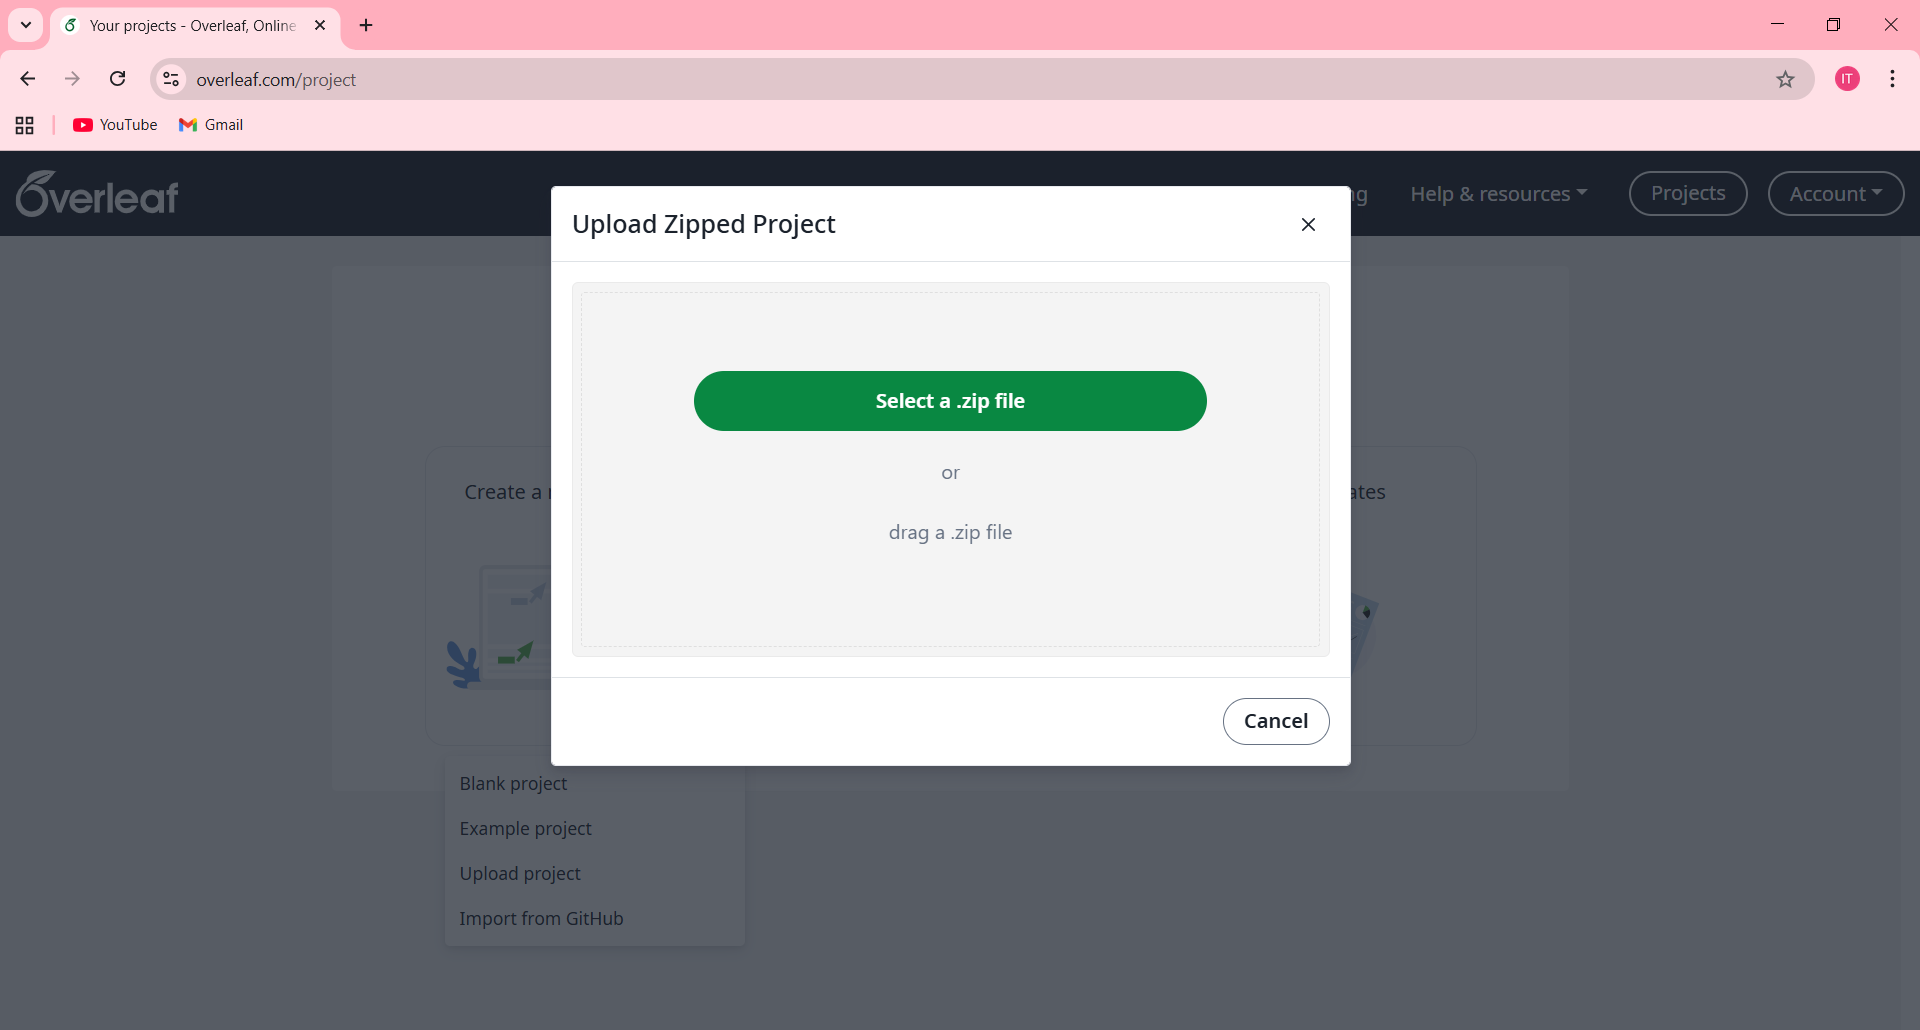 Your projects - Overleaf, Online
overleaf.com/project
IT
YouTube
Gmail
Overleaf
Help & resources
Projects
Account
Upload Zipped Project
Select a .zip file
or
drag a .zip file
Cancel
Create a
Blank project
Example project
Upload project
Import from GitHub